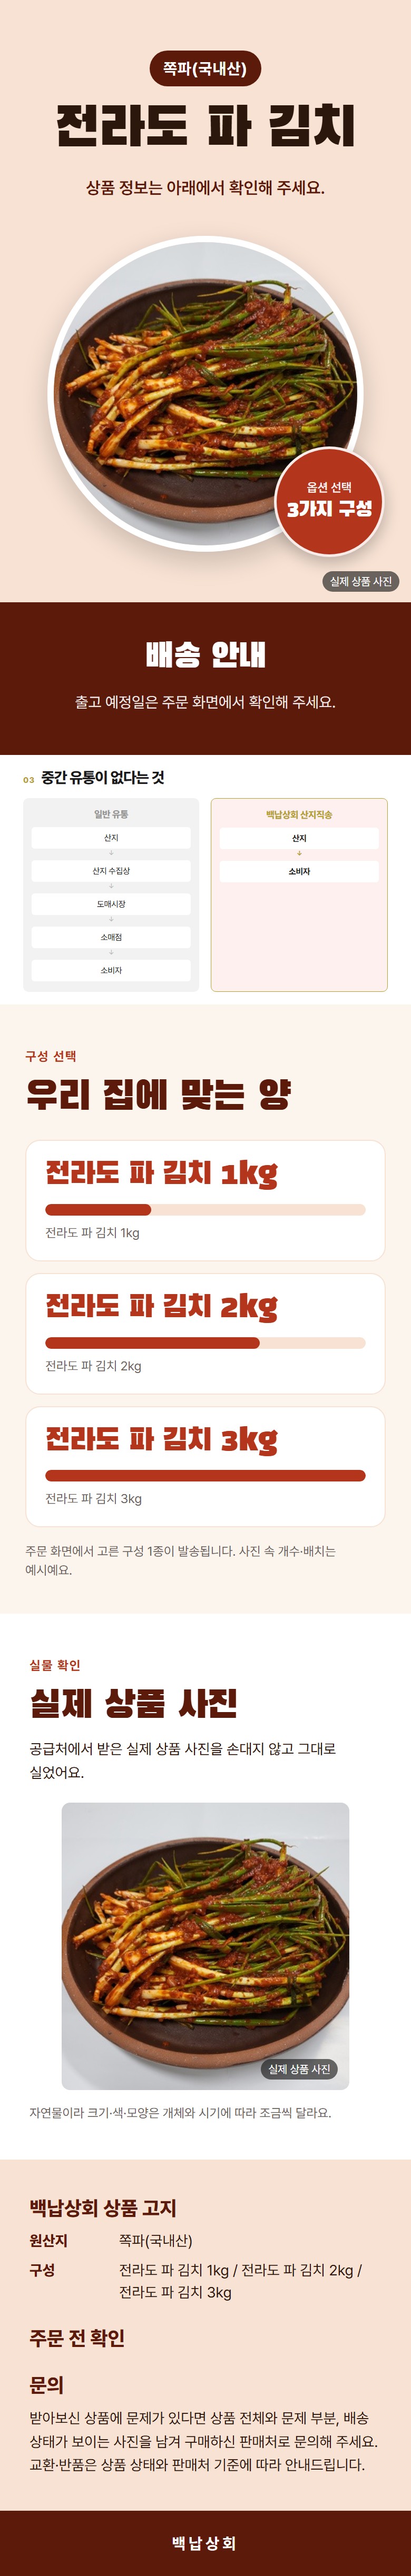 쪽파(국내산)
전라도 파 김치
상품 정보는 아래에서 확인해 주세요.
옵션 선택
3가지 구성
실제 상품 사진
배송 안내
출고 예정일은 주문 화면에서 확인해 주세요.
03 중간 유통이 없다는 것
일반 유통
산지
↓
산지 수집상
↓
도매시장
↓
소매점
↓
소비자
백납상회 산지직송
산지
↓
소비자
구성 선택
우리 집에 맞는 양
전라도 파 김치 1kg
전라도 파 김치 1kg
전라도 파 김치 2kg
전라도 파 김치 2kg
전라도 파 김치 3kg
전라도 파 김치 3kg
주문 화면에서 고른 구성 1종이 발송됩니다. 사진 속 개수·배치는
예시예요.
실물 확인
실제 상품 사진
공급처에서 받은 실제 상품 사진을 손대지 않고 그대로
실었어요.
실제 상품 사진
자연물이라 크기·색·모양은 개체와 시기에 따라 조금씩 달라요.
백납상회 상품 고지
원산지 쪽파(국내산)
구성 전라도 파 김치 1kg / 전라도 파 김치 2kg /
전라도 파 김치 3kg
주문 전 확인
문의
받아보신 상품에 문제가 있다면 상품 전체와 문제 부분, 배송
상태가 보이는 사진을 남겨 구매하신 판매처로 문의해 주세요.
교환·반품은 상품 상태와 판매처 기준에 따라 안내드립니다.
백납상회